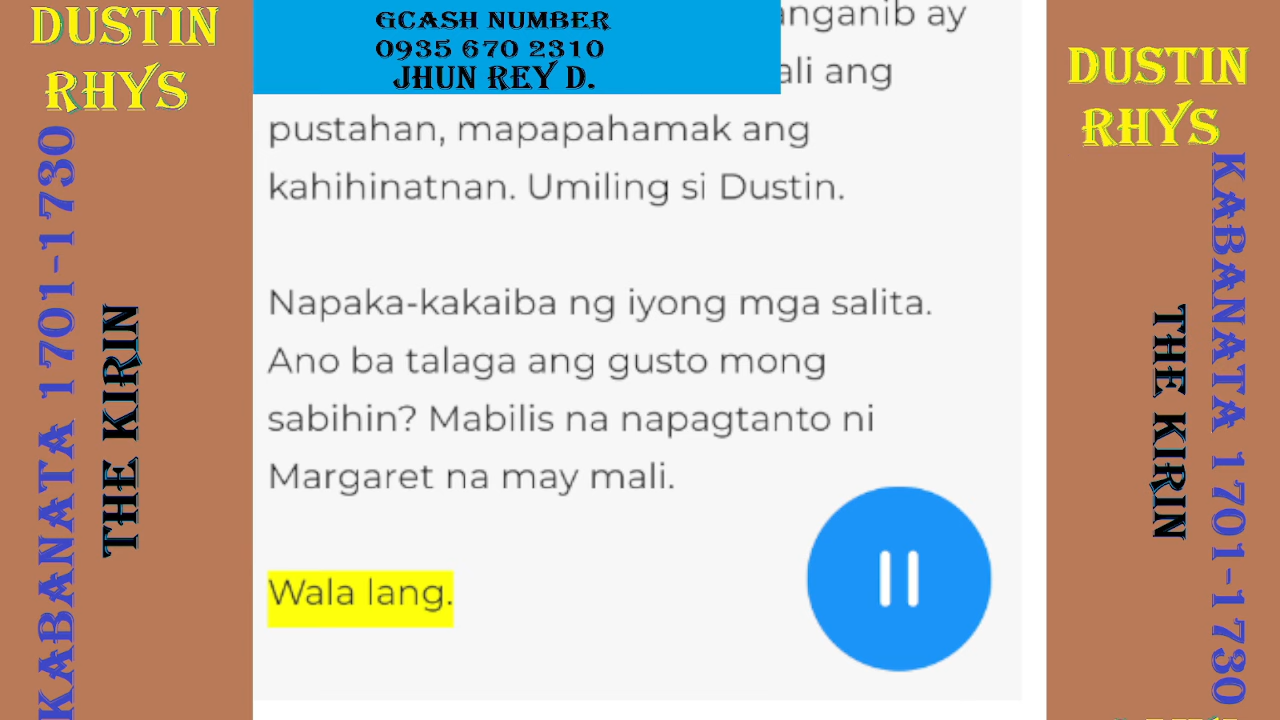 DUSTIN
RHYS
KABANATA 1701-1730
THE KIRIN
GCASH NUMBER
0935 670 2310
JHUN REY D.
ay
ang
pustahan, mapapahamak ang
kahihinatnan. Umiling si Dustin.
Napaka-kakaiba ng iyong mga salita.
Ano ba talaga ang gusto mong
sabihin? Mabilis na napagtanto ni
Margaret na may mali.
Wala lang.
DUSTIN
RHYS
KABANATA 1701-1730
THE KIRIN